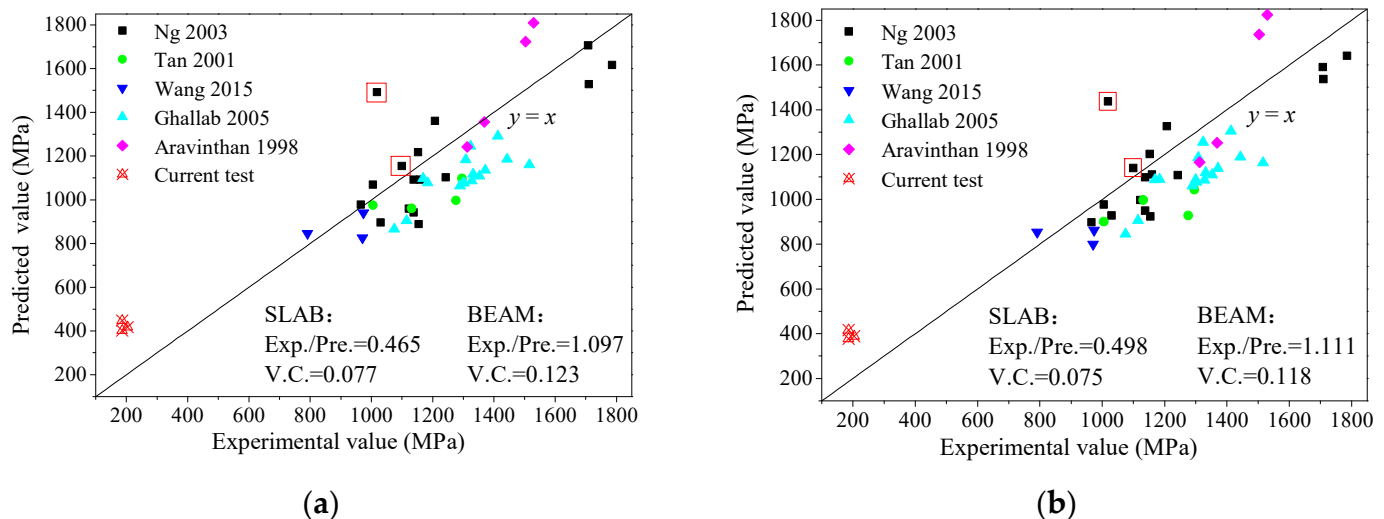 1800
1600
1400
1200
1000
800
600
400
200
Predicted value (MPa)
Ng 2003
Tan 2001
Wang 2015
Ghallab 2005
Aravinthan 1998
Current test
y = x
SLAB： BEAM：
Exp./Pre.=0.465 Exp./Pre.=1.097
V.C.=0.077 V.C.=0.123
200 400 600 800 1000 1200 1400 1600 1800
Experimental value (MPa)
(a)
1800
1600
1400
1200
1000
800
600
400
200
Predicted value (MPa)
Ng 2003
Tan 2001
Wang 2015
Ghallab 2005
Aravinthan 1998
Current test
y = x
SLAB： BEAM：
Exp./Pre.=0.498 Exp./Pre.=1.111
V.C.=0.075 V.C.=0.118
200 400 600 800 1000 1200 1400 1600 1800
Experimental value (MPa)
(b)